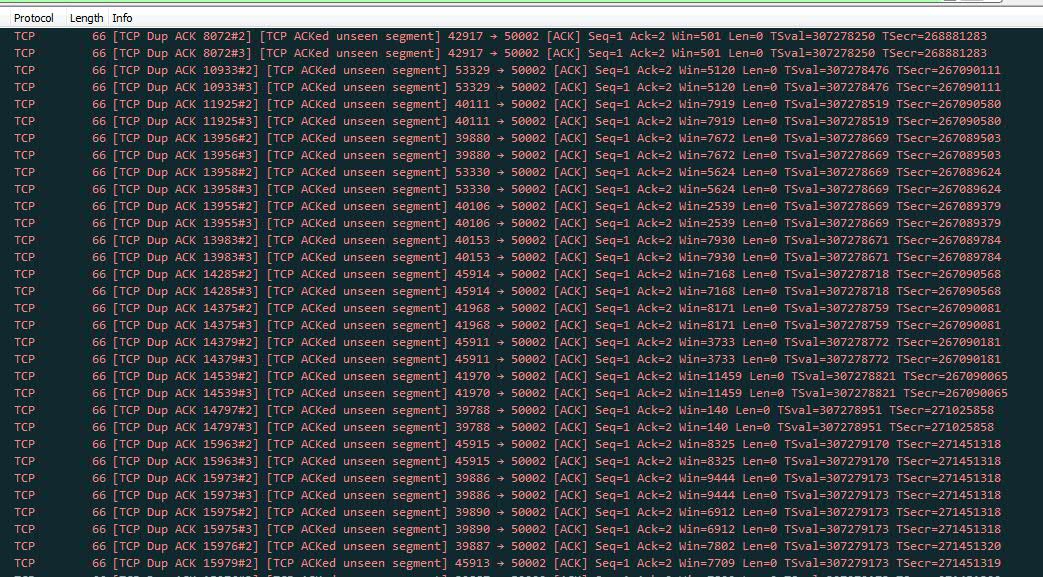 Protocol Length Info
TCP 66 [TCP Dup ACK 8072#2] [TCP ACKed unseen segment] 42917 → 50002 [ACK] Seq=1 Ack=2 Win=501 Len=0 TSval=307278250 TSecr=268881283
TCP 66 [TCP Dup ACK 8072#3] [TCP ACKed unseen segment] 42917 → 50002 [ACK] Seq=1 Ack=2 Win=501 Len=0 TSval=307278250 TSecr=268881283
TCP 66 [TCP Dup ACK 10933#2] [TCP ACKed unseen segment] 53329 → 50002 [ACK] Seq=1 Ack=2 Win=5120 Len=0 TSval=307278476 TSecr=267090111
TCP 66 [TCP Dup ACK 10933#3] [TCP ACKed unseen segment] 53329 → 50002 [ACK] Seq=1 Ack=2 Win=5120 Len=0 TSval=307278476 TSecr=267090111
TCP 66 [TCP Dup ACK 11925#2] [TCP ACKed unseen segment] 40111 → 50002 [ACK] Seq=1 Ack=2 Win=7919 Len=0 TSval=307278519 TSecr=267090580
TCP 66 [TCP Dup ACK 11925#3] [TCP ACKed unseen segment] 40111 → 50002 [ACK] Seq=1 Ack=2 Win=7919 Len=0 TSval=307278519 TSecr=267090580
TCP 66 [TCP Dup ACK 13956#2] [TCP ACKed unseen segment] 39880 → 50002 [ACK] Seq=1 Ack=2 Win=7672 Len=0 TSval=307278669 TSecr=267089503
TCP 66 [TCP Dup ACK 13956#3] [TCP ACKed unseen segment] 39880 → 50002 [ACK] Seq=1 Ack=2 Win=7672 Len=0 TSval=307278669 TSecr=267089503
TCP 66 [TCP Dup ACK 13958#2] [TCP ACKed unseen segment] 53330 → 50002 [ACK] Seq=1 Ack=2 Win=5624 Len=0 TSval=307278669 TSecr=267089624
TCP 66 [TCP Dup ACK 13958#3] [TCP ACKed unseen segment] 53330 → 50002 [ACK] Seq=1 Ack=2 Win=5624 Len=0 TSval=307278669 TSecr=267089624
TCP 66 [TCP Dup ACK 13955#2] [TCP ACKed unseen segment] 40106 → 50002 [ACK] Seq=1 Ack=2 Win=2539 Len=0 TSval=307278669 TSecr=267089379
TCP 66 [TCP Dup ACK 13955#3] [TCP ACKed unseen segment] 40106 → 50002 [ACK] Seq=1 Ack=2 Win=2539 Len=0 TSval=307278669 TSecr=267089379
TCP 66 [TCP Dup ACK 13983#2] [TCP ACKed unseen segment] 40153 → 50002 [ACK] Seq=1 Ack=2 Win=7930 Len=0 TSval=307278671 TSecr=267089784
TCP 66 [TCP Dup ACK 13983#3] [TCP ACKed unseen segment] 40153 → 50002 [ACK] Seq=1 Ack=2 Win=7930 Len=0 TSval=307278671 TSecr=267089784
TCP 66 [TCP Dup ACK 14285#2] [TCP ACKed unseen segment] 45914 → 50002 [ACK] Seq=1 Ack=2 Win=7168 Len=0 TSval=307278718 TSecr=267090568
TCP 66 [TCP Dup ACK 14285#3] [TCP ACKed unseen segment] 45914 → 50002 [ACK] Seq=1 Ack=2 Win=7168 Len=0 TSval=307278718 TSecr=267090568
TCP 66 [TCP Dup ACK 14375#2] [TCP ACKed unseen segment] 41968 → 50002 [ACK] Seq=1 Ack=2 Win=8171 Len=0 TSval=307278759 TSecr=267090081
TCP 66 [TCP Dup ACK 14375#3] [TCP ACKed unseen segment] 41968 → 50002 [ACK] Seq=1 Ack=2 Win=8171 Len=0 TSval=307278759 TSecr=267090081
TCP 66 [TCP Dup ACK 14379#2] [TCP ACKed unseen segment] 45911 → 50002 [ACK] Seq=1 Ack=2 Win=3733 Len=0 TSval=307278772 TSecr=267090181
TCP 66 [TCP Dup ACK 14379#3] [TCP ACKed unseen segment] 45911 → 50002 [ACK] Seq=1 Ack=2 Win=3733 Len=0 TSval=307278772 TSecr=267090181
TCP 66 [TCP Dup ACK 14539#2] [TCP ACKed unseen segment] 41970 → 50002 [ACK] Seq=1 Ack=2 Win=11459 Len=0 TSval=307278821 TSecr=267090065
TCP 66 [TCP Dup ACK 14539#3] [TCP ACKed unseen segment] 41970 → 50002 [ACK] Seq=1 Ack=2 Win=11459 Len=0 TSval=307278821 TSecr=267090065
TCP 66 [TCP Dup ACK 14797#2] [TCP ACKed unseen segment] 39788 → 50002 [ACK] Seq=1 Ack=2 Win=140 Len=0 TSval=307278951 TSecr=271025858
TCP 66 [TCP Dup ACK 14797#3] [TCP ACKed unseen segment] 39788 → 50002 [ACK] Seq=1 Ack=2 Win=140 Len=0 TSval=307278951 TSecr=271025858
TCP 66 [TCP Dup ACK 15963#2] [TCP ACKed unseen segment] 45915 → 50002 [ACK] Seq=1 Ack=2 Win=8325 Len=0 TSval=307279170 TSecr=271451318
TCP 66 [TCP Dup ACK 15963#3] [TCP ACKed unseen segment] 45915 → 50002 [ACK] Seq=1 Ack=2 Win=8325 Len=0 TSval=307279170 TSecr=271451318
TCP 66 [TCP Dup ACK 15973#2] [TCP ACKed unseen segment] 39886 → 50002 [ACK] Seq=1 Ack=2 Win=9444 Len=0 TSval=307279173 TSecr=271451318
TCP 66 [TCP Dup ACK 15973#3] [TCP ACKed unseen segment] 39886 → 50002 [ACK] Seq=1 Ack=2 Win=9444 Len=0 TSval=307279173 TSecr=271451318
TCP 66 [TCP Dup ACK 15975#2] [TCP ACKed unseen segment] 39890 → 50002 [ACK] Seq=1 Ack=2 Win=6912 Len=0 TSval=307279173 TSecr=271451318
TCP 66 [TCP Dup ACK 15975#3] [TCP ACKed unseen segment] 39890 → 50002 [ACK] Seq=1 Ack=2 Win=6912 Len=0 TSval=307279173 TSecr=271451318
TCP 66 [TCP Dup ACK 15976#2] [TCP ACKed unseen segment] 39887 → 50002 [ACK] Seq=1 Ack=2 Win=7802 Len=0 TSval=307279173 TSecr=271451320
TCP 66 [TCP Dup ACK 15979#2] [TCP ACKed unseen segment] 45913 → 50002 [ACK] Seq=1 Ack=2 Win=7709 Len=0 TSval=307279173 TSecr=271451319